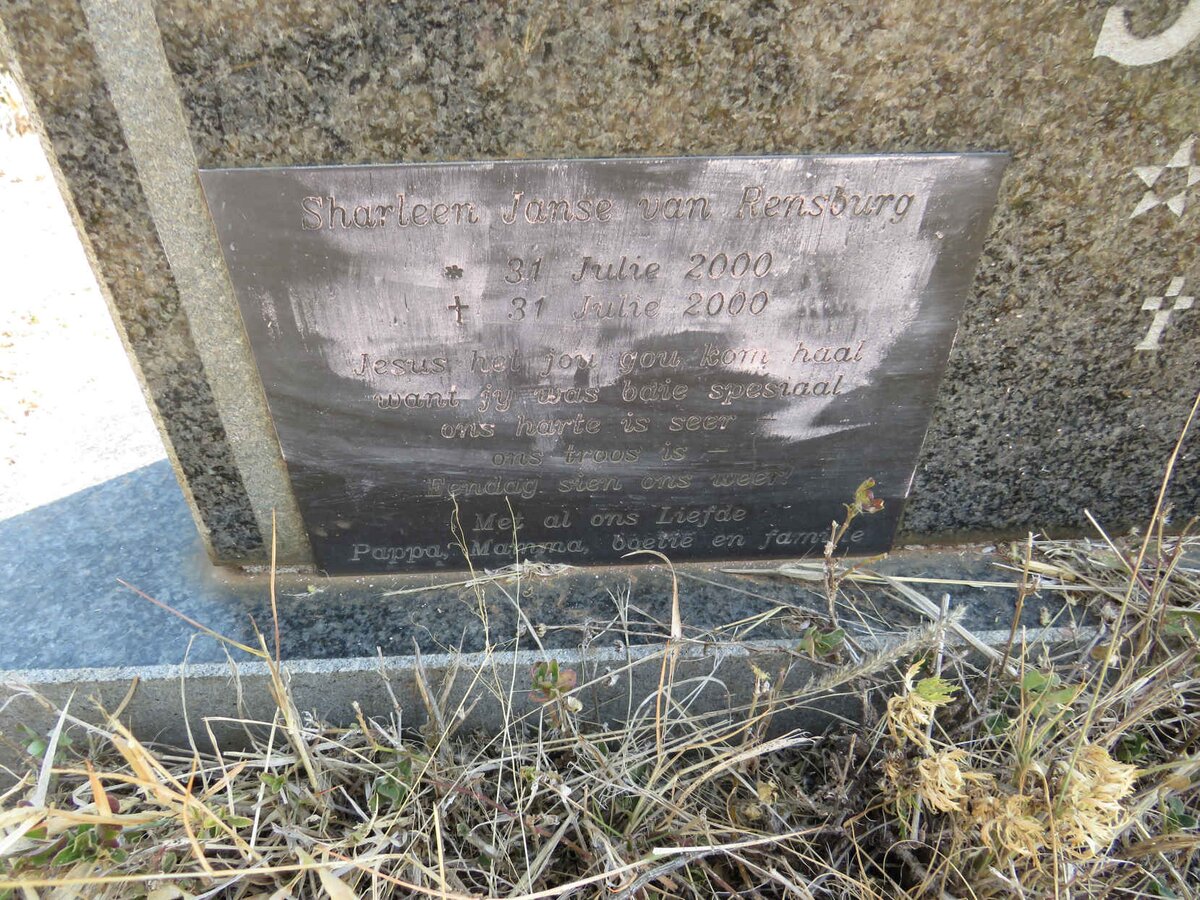 Sharleen Janse van Rensburg
* 31 Julie 2000
† 31 Julie 2000
Jesus het jou gou kom haal
want jy was baie spesiaal
ons harte is seer –
ons troos is –
Eendag sien ons weer!
Met al ons Liefde
Pappa, Mamma, boetie en familie